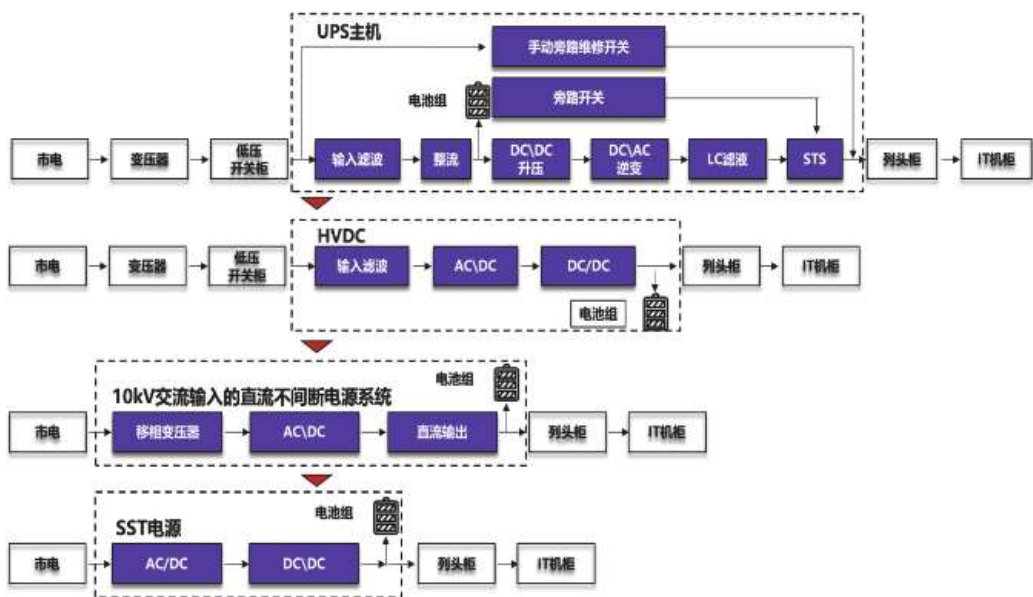 UPS主机
手动旁路维修开关
电池组
旁路开关
市电
变压器
低压
开关柜
输入滤波
整流
DC\DC
升压
DC\AC
逆变
LC滤液
STS
列头柜
IT机柜
HVDC
市电
变压器
低压
开关柜
输入滤波
AC\DC
DC/DC
列头柜
IT机柜
电池组
电池组
10kV交流输入的直流不间断电源系统
市电
移相变压器
AC\DC
直流输出
列头柜
IT机柜
电池组
SST电源
市电
AC/DC
DC\DC
列头柜
IT机柜